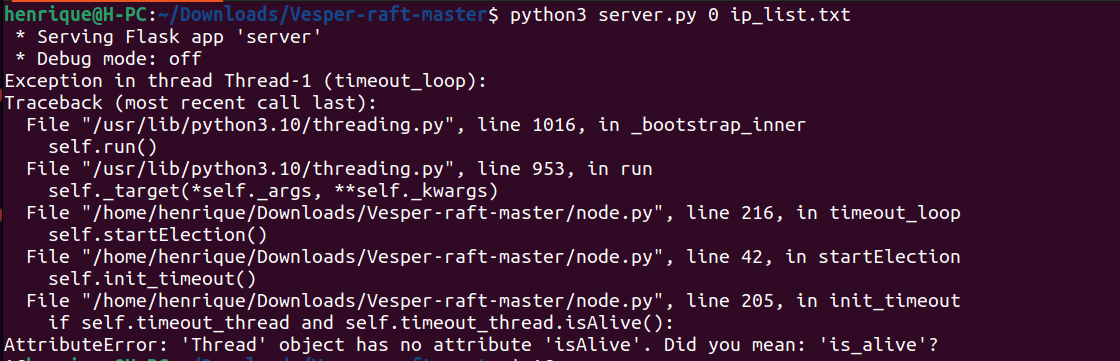 henrique@H-PC:~/Downloads/Vesper-raft-master$ python3 server.py 0 ip_list.txt
 * Serving Flask app 'server'
 * Debug mode: off
Exception in thread Thread-1 (timeout_loop):
Traceback (most recent call last):
  File "/usr/lib/python3.10/threading.py", line 1016, in _bootstrap_inner
    self.run()
  File "/usr/lib/python3.10/threading.py", line 953, in run
    self._target(*self._args, **self._kwargs)
  File "/home/henrique/Downloads/Vesper-raft-master/node.py", line 216, in timeout_loop
    self.startElection()
  File "/home/henrique/Downloads/Vesper-raft-master/node.py", line 42, in startElection
    self.init_timeout()
  File "/home/henrique/Downloads/Vesper-raft-master/node.py", line 205, in init_timeout
    if self.timeout_thread and self.timeout_thread.isAlive():
AttributeError: 'Thread' object has no attribute 'isAlive'. Did you mean: 'is_alive'?